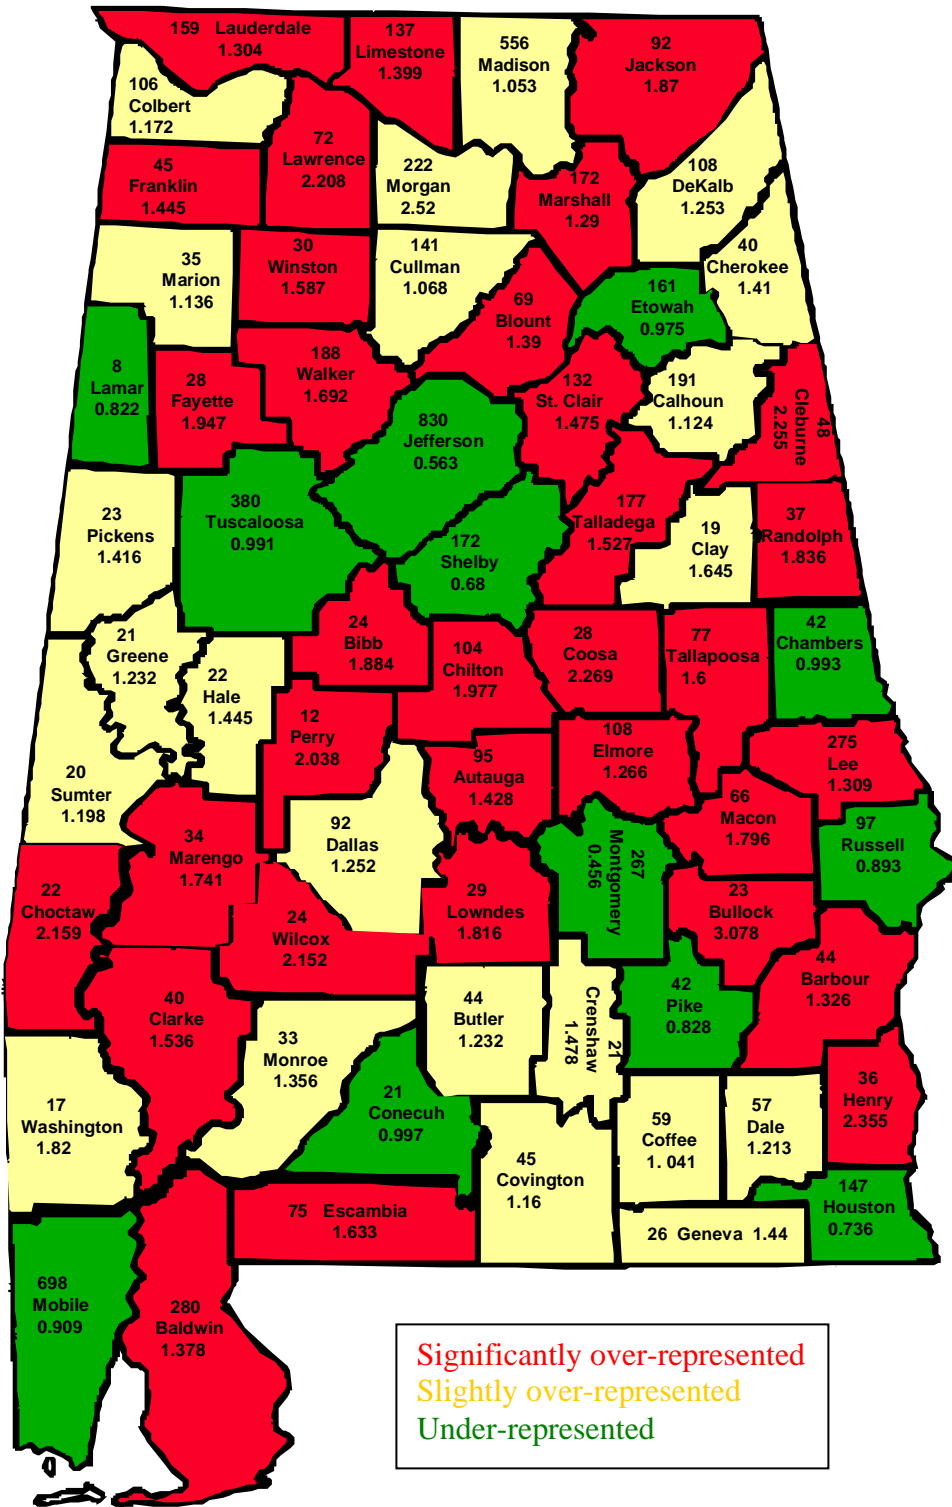 159 Lauderdale
1.304
137
Limestone
1.399
556
Madison
1.053
92
Jackson
1.87
106
Colbert
1.172
72
Lawrence
2.208
45
Franklin
1.445
222
Morgan
2.52
172
Marshall
1.29
108
DeKalb
1.253
40
Cherokee
1.41
35
Marion
1.136
30
Winston
1.587
141
Cullman
1.068
69
Blount
1.39
161
Etowah
0.975
8
Lamar
0.822
28
Fayette
1.947
188
Walker
1.692
830
Jefferson
0.563
132
St. Clair
1.475
191
Calhoun
1.124
48
Cleburne
2.255
23
Pickens
1.416
380
Tuscaloosa
0.991
172
Shelby
0.68
177
Talladega
1.527
19
Clay
1.645
37
Randolph
1.836
21
Greene
1.232
22
Hale
1.445
24
Bibb
1.884
104
Chilton
1.977
28
Coosa
2.269
77
Tallapoosa
1.6
42
Chambers
0.993
20
Sumter
1.198
12
Perry
2.038
95
Autauga
1.428
108
Elmore
1.266
275
Lee
1.309
34
Marengo
1.741
92
Dallas
1.252
267
Montgomery
0.456
66
Macon
1.796
97
Russell
0.893
22
Choctaw
2.159
24
Wilcox
2.152
29
Lowndes
1.816
23
Bullock
3.078
44
Barbour
1.326
40
Clarke
1.536
33
Monroe
1.356
44
Butler
1.232
21
Crenshaw
1.478
42
Pike
0.828
17
Washington
1.82
21
Conecuh
0.997
45
Covington
1.16
59
Coffee
1. 041
57
Dale
1.213
36
Henry
2.355
75 Escambia
1.633
26 Geneva 1.44
147
Houston
0.736
698
Mobile
0.909
280
Baldwin
1.378
Significantly over-represented
Slightly over-represented
Under-represented